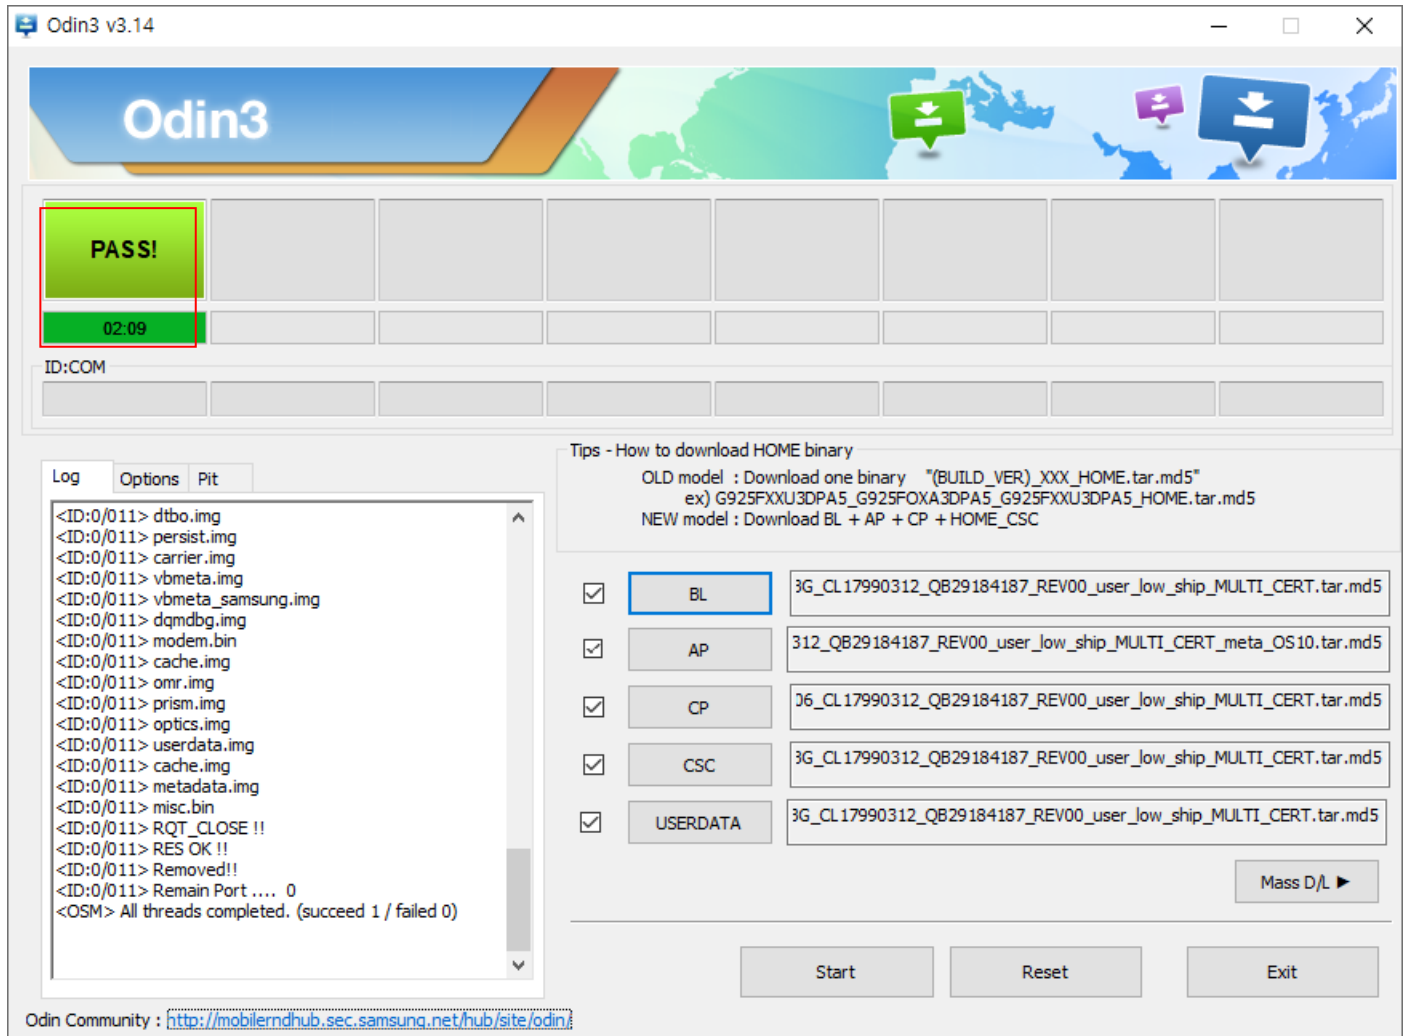 Odin3 v3.14
Odin3
PASS!
02:09
ID:COM
Log
Options
Pit
<ID:0/011> dtbo.img
<ID:0/011> persist.img
<ID:0/011> carrier.img
<ID:0/011> vbmeta.img
<ID:0/011> vbmeta_samsung.img
<ID:0/011> dqmdbg.img
<ID:0/011> modem.bin
<ID:0/011> cache.img
<ID:0/011> omr.img
<ID:0/011> prism.img
<ID:0/011> optics.img
<ID:0/011> userdata.img
<ID:0/011> cache.img
<ID:0/011> metadata.img
<ID:0/011> misc.bin
<ID:0/011> RQT_CLOSE !!
<ID:0/011> RES OK !!
<ID:0/011> Removed!!
<ID:0/011> Remain Port .... 0
<OSM> All threads completed. (succeed 1 / failed 0)
Tips - How to download HOME binary
OLD model : Download one binary "(BUILD_VER)_XXX_HOME.tar.md5"
ex) G925FXXU3DPA5_G925FOXA3DPA5_G925FXXU3DPA5_HOME.tar.md5
NEW model : Download BL + AP + CP + HOME_CSC
BL 3G_CL17990312_QB29184187_REV00_user_low_ship_MULTI_CERT.tar.md5
AP 312_QB29184187_REV00_user_low_ship_MULTI_CERT_meta_OS10.tar.md5
CP 06_CL17990312_QB29184187_REV00_user_low_ship_MULTI_CERT.tar.md5
CSC 3G_CL17990312_QB29184187_REV00_user_low_ship_MULTI_CERT.tar.md5
USERDATA 3G_CL17990312_QB29184187_REV00_user_low_ship_MULTI_CERT.tar.md5
Mass D/L ►
Start
Reset
Exit
Odin Community : http://mobilerndhub.sec.samsung.net/hub/site/odin/